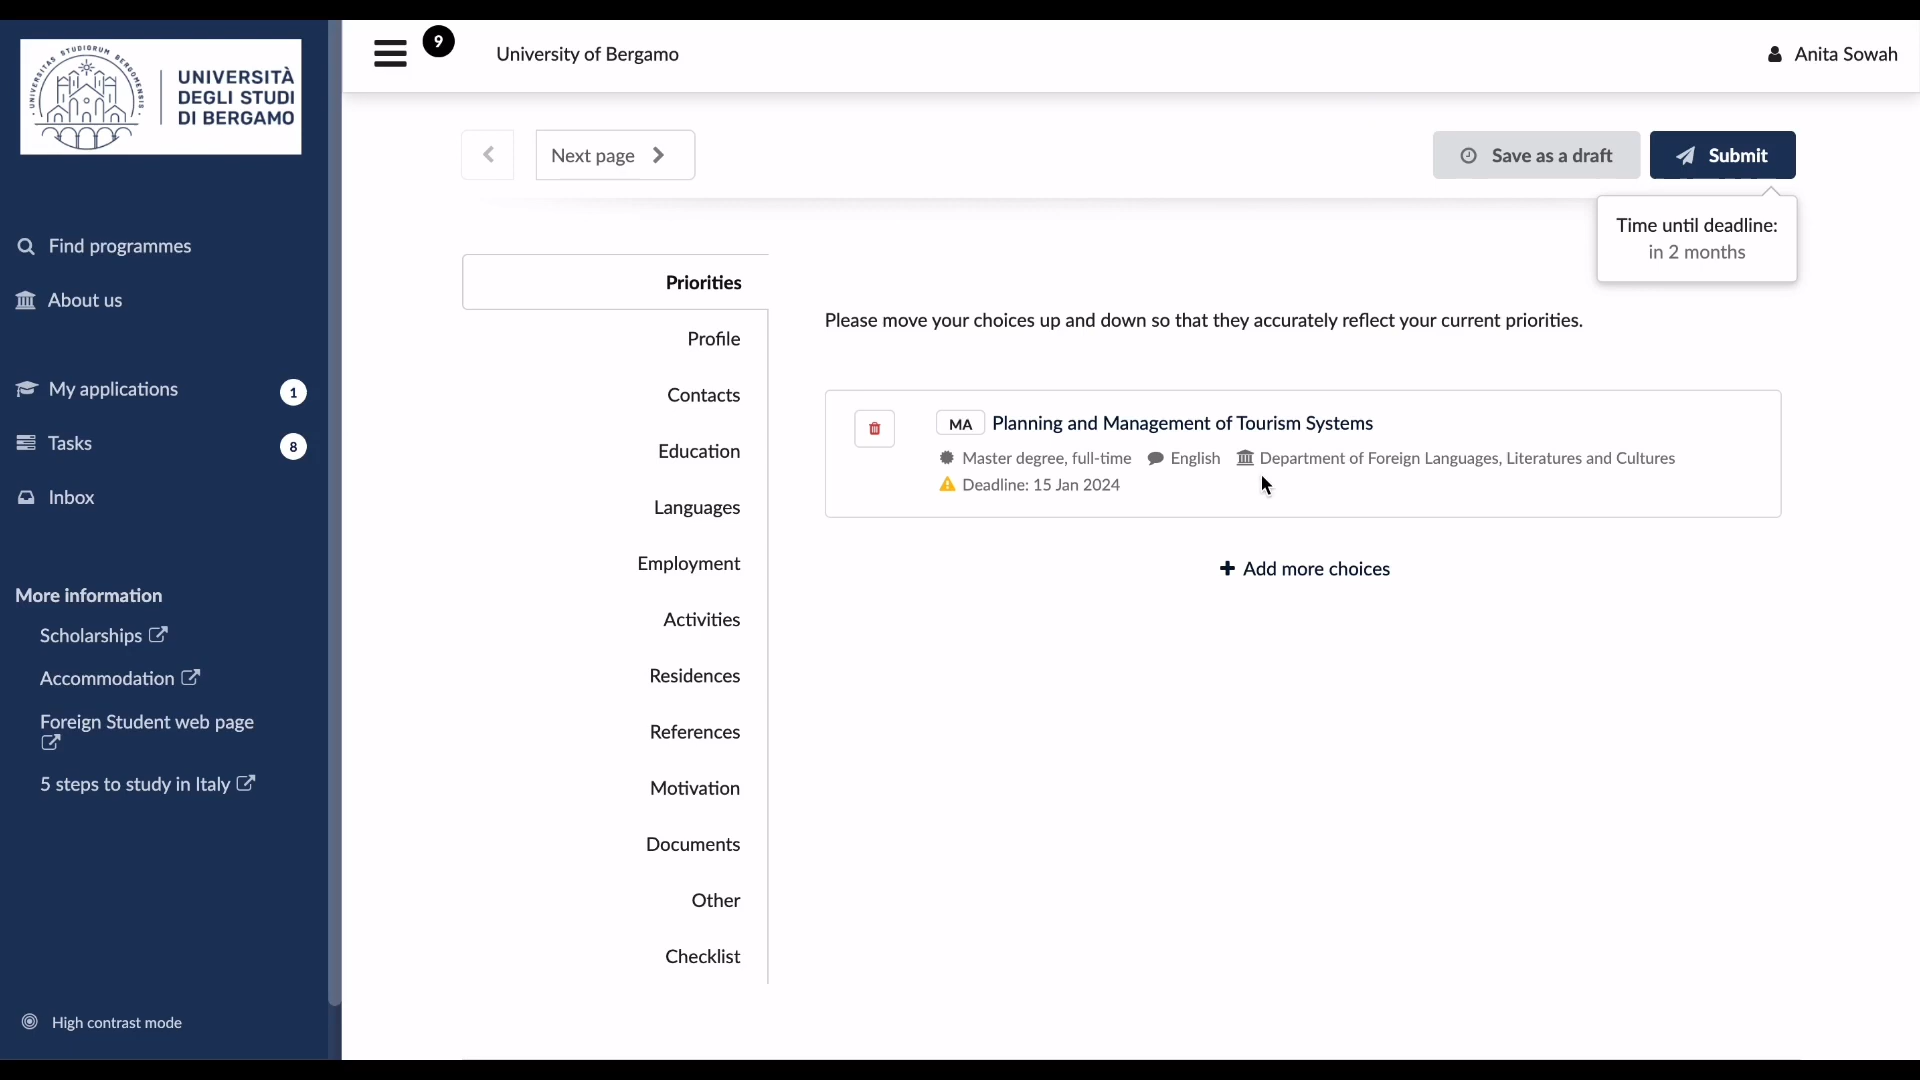 UNIVERSITÀ
DEGLI STUDI
DI BERGAMO
9
University of Bergamo
Anita Sowah
Next page
Save as a draft
Submit
Time until deadline:
in 2 months
Find programmes
About us
My applications 1
Tasks 8
Inbox
More information
Scholarships
Accommodation
Foreign Student web page
5 steps to study in Italy
High contrast mode
Priorities
Profile
Contacts
Education
Languages
Employment
Activities
Residences
References
Motivation
Documents
Other
Checklist
Please move your choices up and down so that they accurately reflect your current priorities.
MA Planning and Management of Tourism Systems
Master degree, full-time English Department of Foreign Languages, Literatures and Cultures
Deadline: 15 Jan 2024
Add more choices